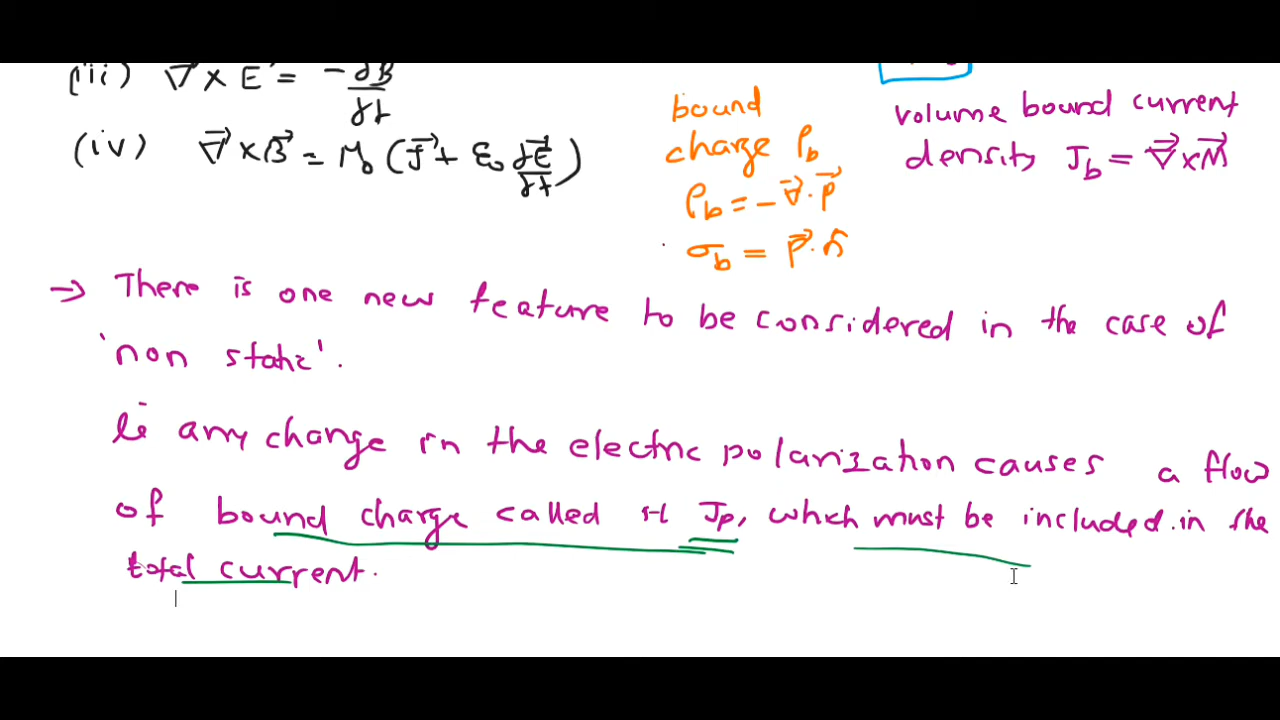 (iii) ∇⃗ × E⃗ = -∂B/∂t
(iv) ∇⃗ × B⃗ = μ₀ (J⃗ + ε₀ ∂E⃗/∂t)
bound
charge ρb
ρb = -∇⃗·P⃗
σb = P⃗·n̂
volume bound current
density Jb = ∇⃗×M⃗
→ There is one new feature to be considered in the case of
'non static'.
ie any change in the electric polarization causes a flow
of bound charge called Jp, which must be included in the
total current.